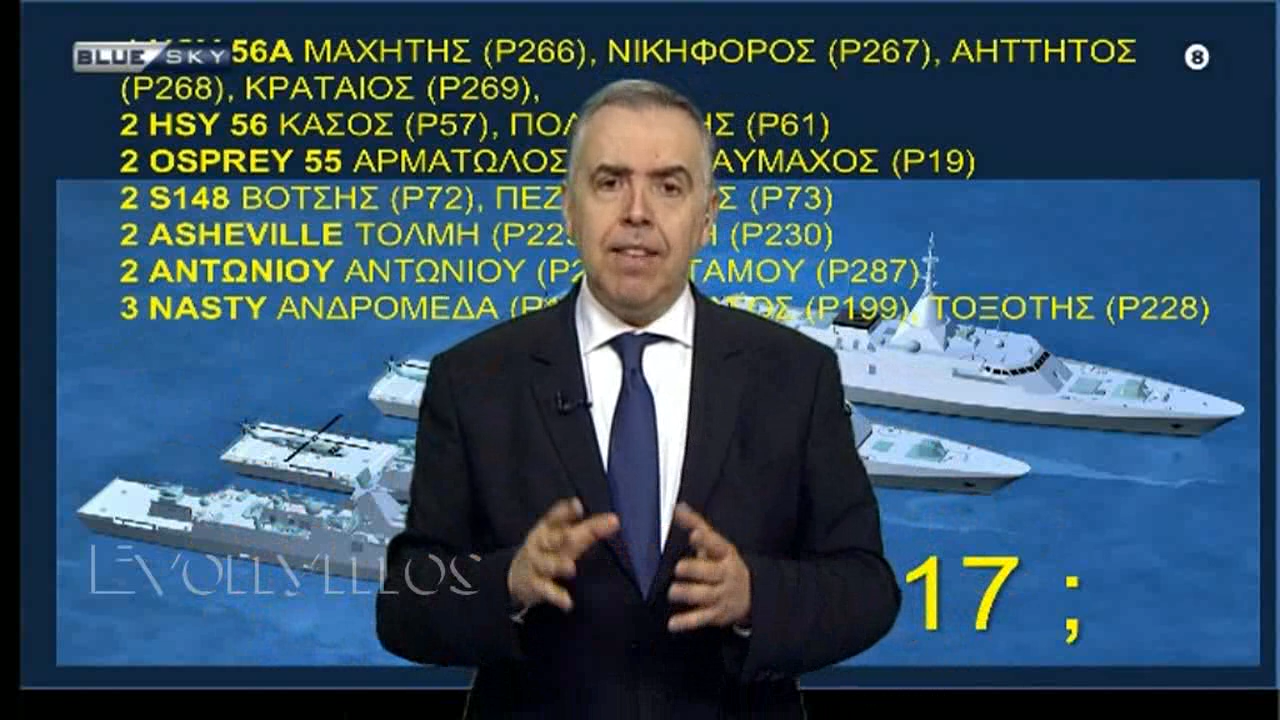 BLUE SKY
8
56A ΜΑΧΗΤΗΣ (P266), ΝΙΚΗΦΟΡΟΣ (P267), ΑΗΤΤΗΤΟΣ
(P268), ΚΡΑΤΑΙΟΣ (P269),
2 HSY 56 ΚΑΣΟΣ (P57), (P61)
2 OSPREY 55 ΑΡΜΑΤΩΛΟΣ (P19)
2 S148 ΒΟΤΣΗΣ (P72), (P73)
2 ASHEVILLE ΤΟΛΜΗ (P230)
2 ΑΝΤΩΝΙΟΥ ΑΝΤΩΝΙΟΥ (P287),
3 NASTY ΑΝΔΡΟΜΕΔΑ (P199), ΤΟΞΟΤΗΣ (P228)
17 ;